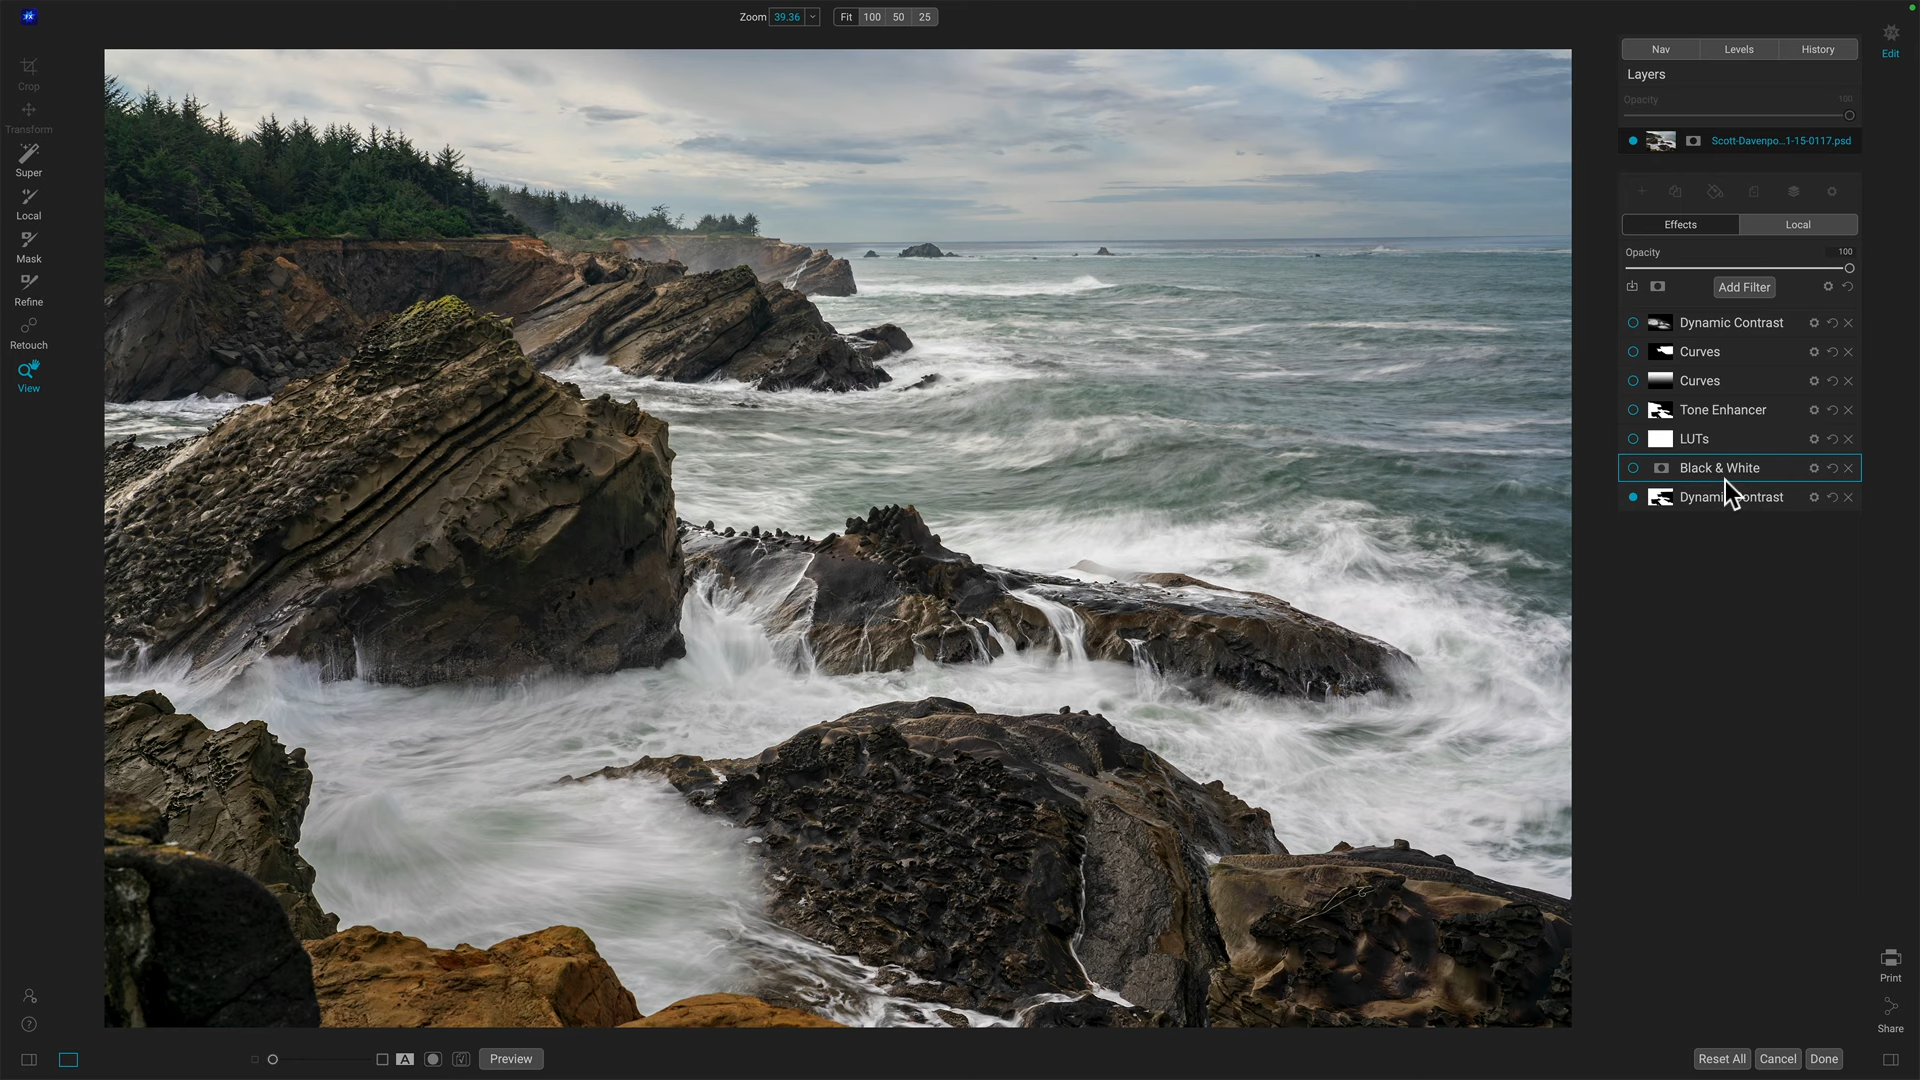 Zoom 39.36 Fit 100 50 25
Crop
Transform
Super
Local
Mask
Refine
Retouch
View
Nav Levels History
Layers
Opacity 100
Scott-Davenpo...1-15-0117.psd
Effects Local
Opacity 100
Add Filter
Dynamic Contrast
Curves
Curves
Tone Enhancer
LUTs
Black & White
Edit
Print
Share
A Preview
Reset All Cancel Done